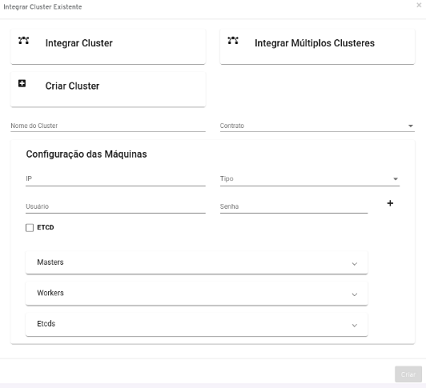 Integrar Cluster Existente
×
Integrar Cluster
Integrar Múltiplos Clusteres
Criar Cluster
Nome do Cluster
Contrato
Configuração das Máquinas
IP
Tipo
Usuário
Senha
ETCD
Masters
Workers
Etcds
Criar